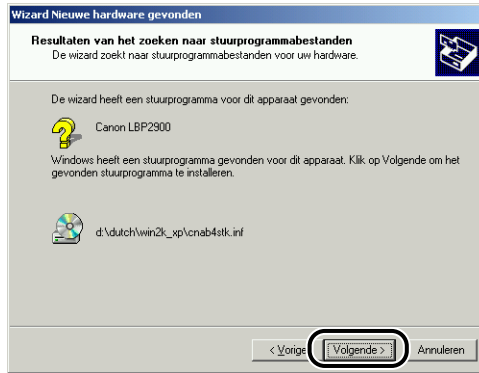 Wizard Nieuwe hardware gevonden
Resultaten van het zoeken naar stuurprogrammabestanden
De wizard zoekt naar stuurprogrammabestanden voor uw hardware.
De wizard heeft een stuurprogramma voor dit apparaat gevonden:
Canon LBP2900
Windows heeft een stuurprogramma gevonden voor dit apparaat. Klik op Volgende om het
gevonden stuurprogramma te installeren.
d:\dutch\win2k_xp\cnab4stk.inf
< Vorige
Volgende >
Annuleren